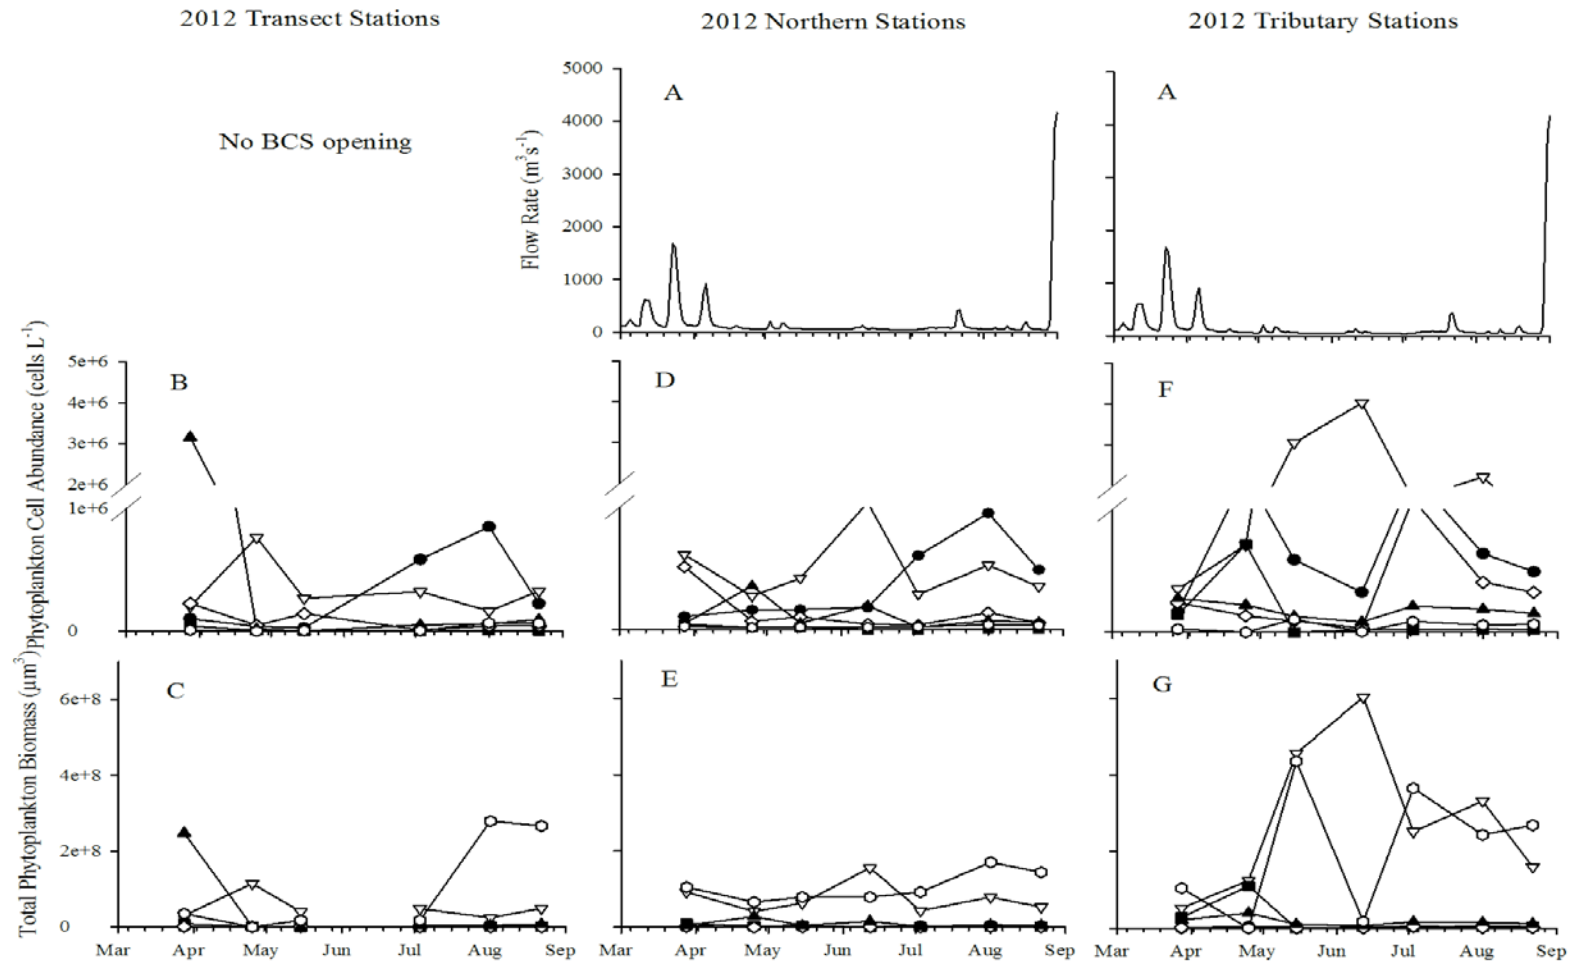 2012 Transect Stations
2012 Northern Stations
2012 Tributary Stations
No BCS opening
Flow Rate (m³s⁻¹)
5000
4000
3000
2000
1000
0
A
A
Phytoplankton Cell Abundance (cells L⁻¹)
5e+6
4e+6
3e+6
2e+6
1e+6
0
B
D
F
Total Phytoplankton Biomass (µm³)
6e+8
4e+8
2e+8
0
C
E
G
Mar Apr May Jun Jul Aug Sep
Mar Apr May Jun Jul Aug Sep
Mar Apr May Jun Jul Aug Sep